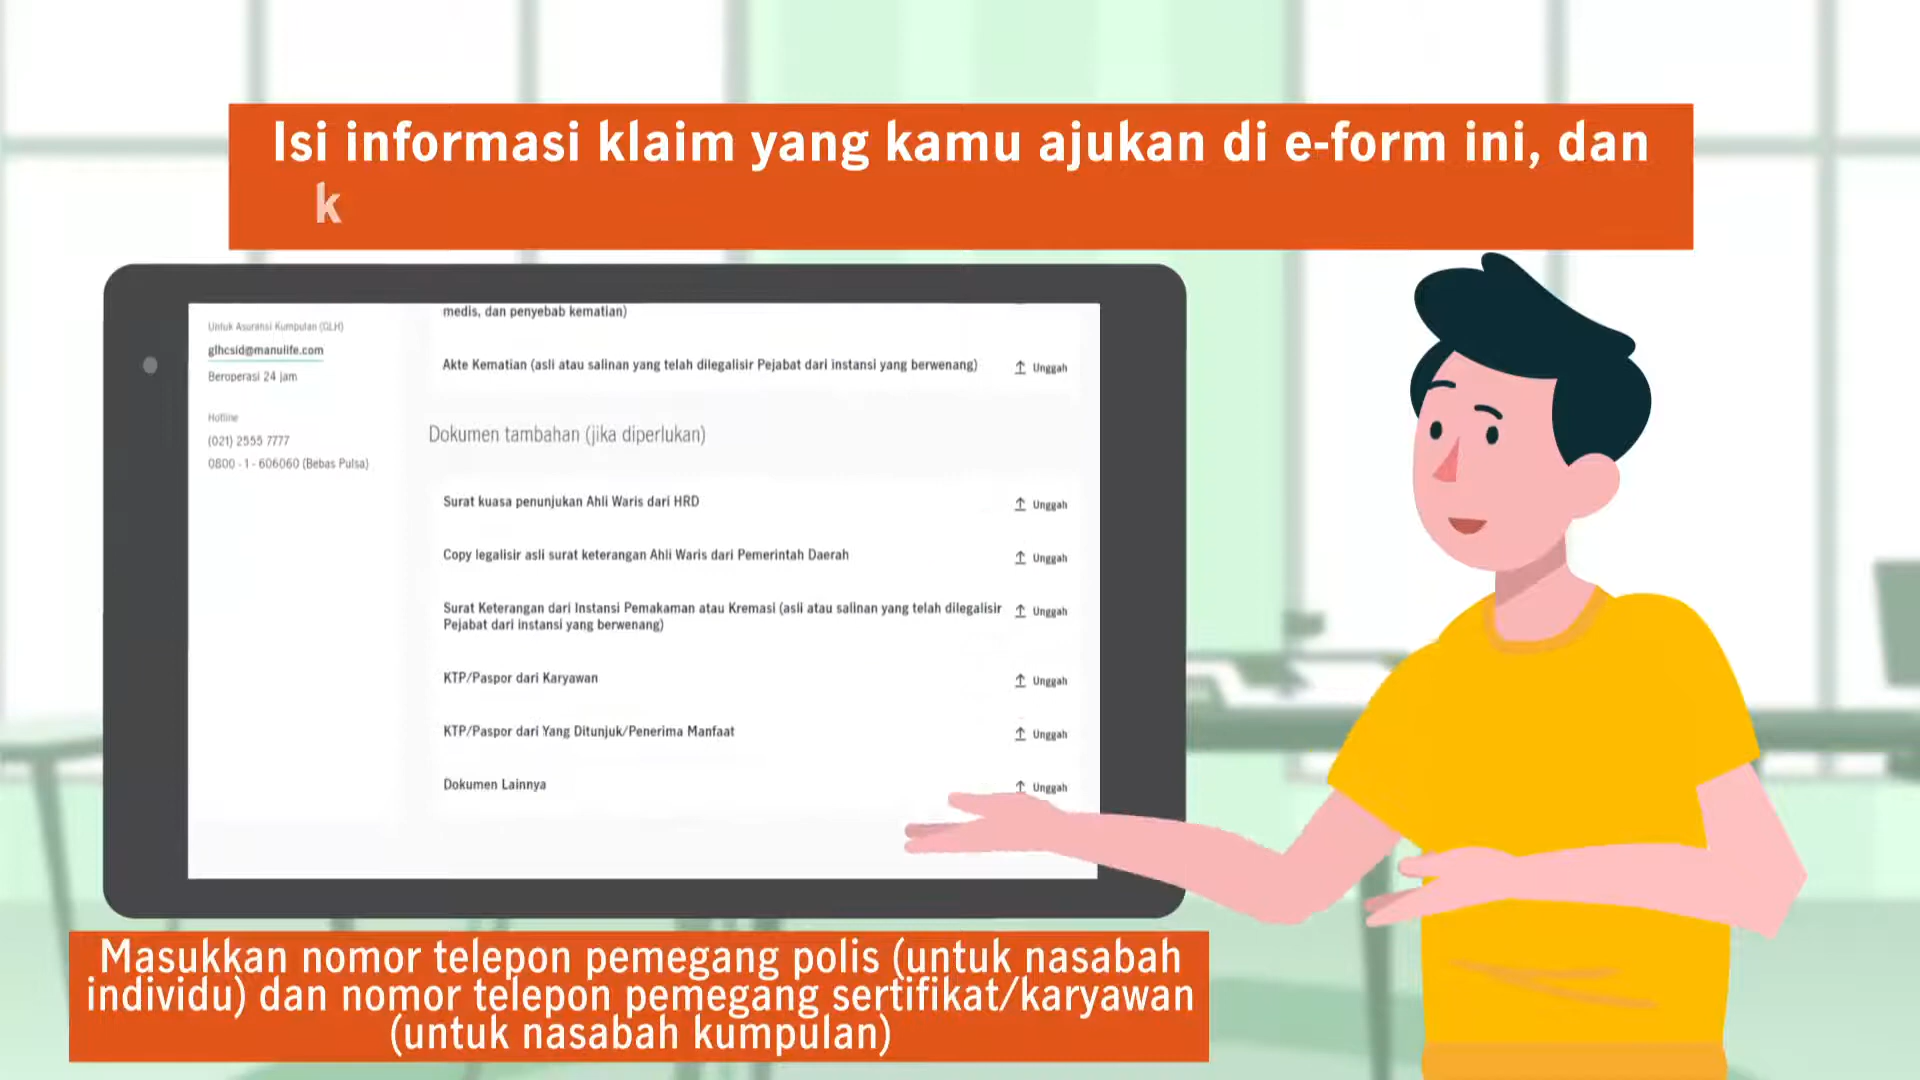 Isi informasi klaim yang kamu ajukan di e-form ini, dan
k
Untuk Asuransi Kumpulan (GLH)
glhcsid@manulife.com
Beroperasi 24 jam
Hotline
(021) 2555 7777
0800 - 1 - 606060 (Bebas Pulsa)
medis, dan penyebab kematian)
Akte Kematian (asli atau salinan yang telah dilegalisir Pejabat dari instansi yang berwenang)
Unggah
Dokumen tambahan (jika diperlukan)
Surat kuasa penunjukan Ahli Waris dari HRD
Unggah
Copy legalisir asli surat keterangan Ahli Waris dari Pemerintah Daerah
Unggah
Surat Keterangan dari Instansi Pemakaman atau Kremasi (asli atau salinan yang telah dilegalisir
Pejabat dari instansi yang berwenang)
Unggah
KTP/Paspor dari Karyawan
Unggah
KTP/Paspor dari Yang Ditunjuk/Penerima Manfaat
Unggah
Dokumen Lainnya
Unggah
Masukkan nomor telepon pemegang polis (untuk nasabah
individu) dan nomor telepon pemegang sertifikat/karyawan
(untuk nasabah kumpulan)